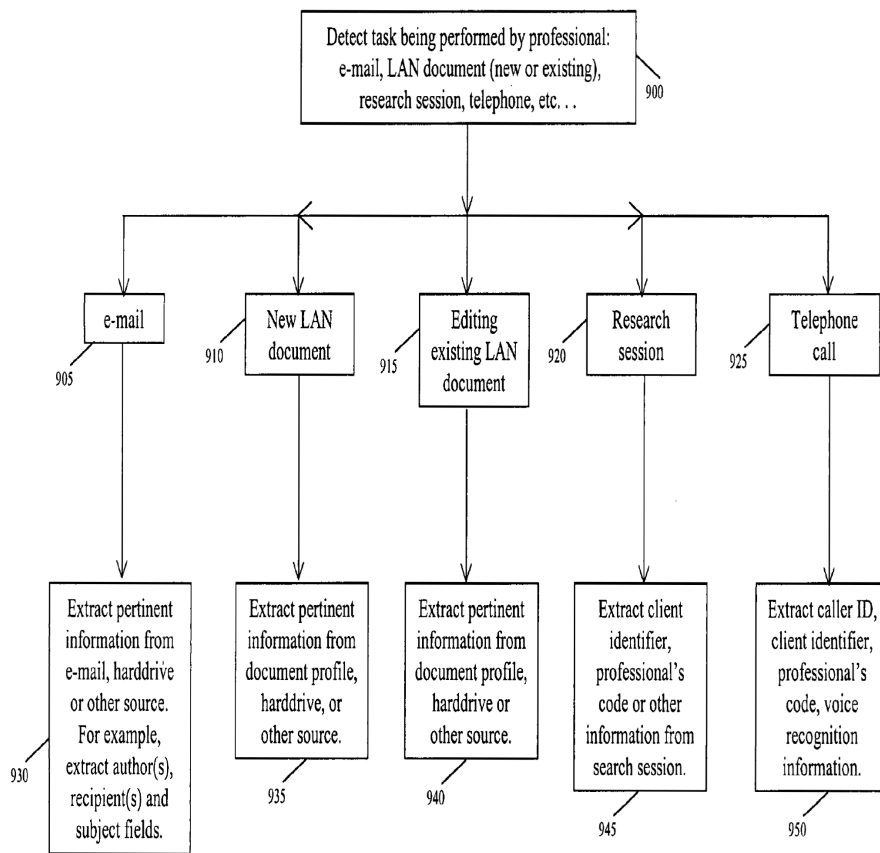 Detect task being performed by professional:
e-mail, LAN document (new or existing),
research session, telephone, etc. . .
900
e-mail
905
New LAN
document
910
Editing
existing LAN
document
915
Research
session
920
Telephone
call
925
Extract pertinent
information from
e-mail, harddrive
or other source.
For example,
extract author(s),
recipient(s) and
subject fields.
930
Extract pertinent
information from
document profile,
harddrive, or
other source.
935
Extract pertinent
information from
document profile,
harddrive or
other source.
940
Extract client
identifier,
professional's
code or other
information from
search session.
945
Extract caller ID,
client identifier,
professional's
code, voice
recognition
information.
950